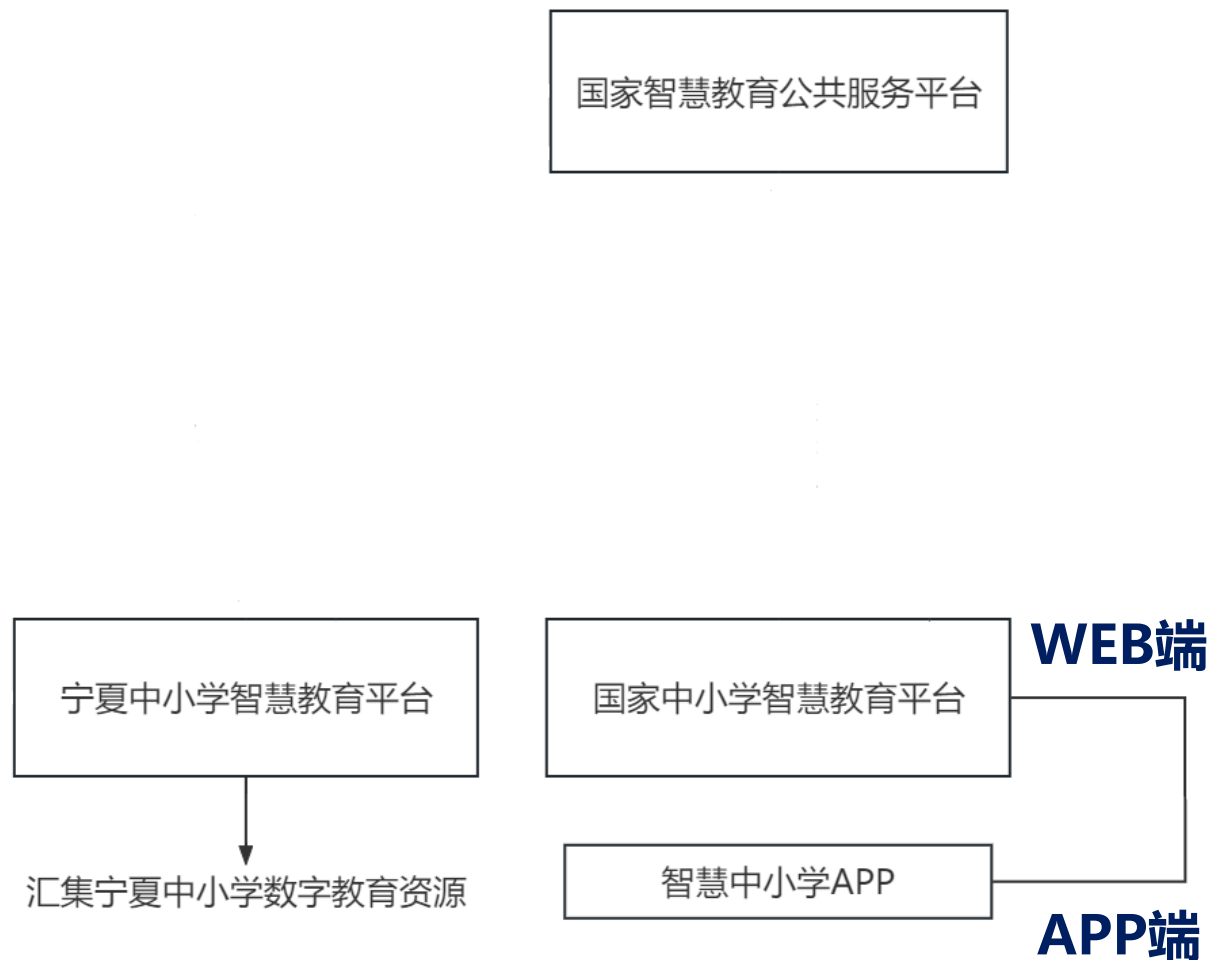 国家智慧教育公共服务平台
宁夏中小学智慧教育平台
国家中小学智慧教育平台
WEB端
汇集宁夏中小学数字教育资源
智慧中小学APP
APP端